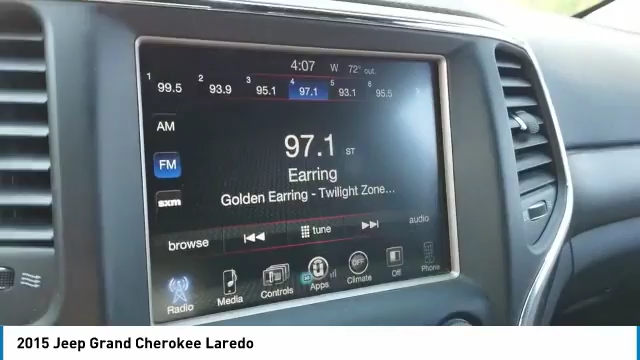 4:07 W 72° out.
1 2 3 4 5 6
99.5 93.9 95.1 97.1 93.1 95.5
AM
97.1 ST
FM
Earring
Golden Earring - Twilight Zone...
sxm
browse tune audio
OFF
Radio Media Controls Apps Climate Off Phone
2015 Jeep Grand Cherokee Laredo